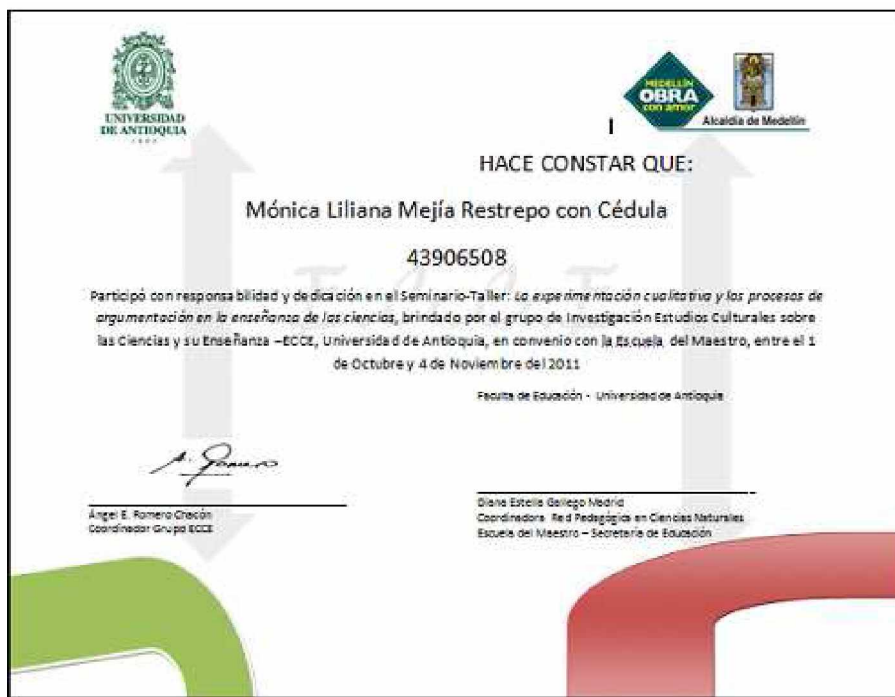 UNIVERSIDAD
DE ANTIOQUIA
1803
MEDELLÍN
OBRA
con amor
Alcaldía de Medellín
HACE CONSTAR QUE:
Mónica Liliana Mejía Restrepo con Cédula
43906508
Participó con responsabilidad y dedicación en el Seminario-Taller: La experimentación cualitativa y los procesos de
argumentación en la enseñanza de las ciencias, brindado por el grupo de Investigación Estudios Culturales sobre
las Ciencias y su Enseñanza –ECCE, Universidad de Antioquia, en convenio con la Escuela del Maestro, entre el 1
de Octubre y 4 de Noviembre del 2011
Faculta de Educación - Universidad de Antioquia
Ángel E. Romero Chacón
Coordinador Grupo ECCE
Diana Estella Gallego Madrid
Coordinadora Red Pedagógica en Ciencias Naturales
Escuela del Maestro – Secretaría de Educación